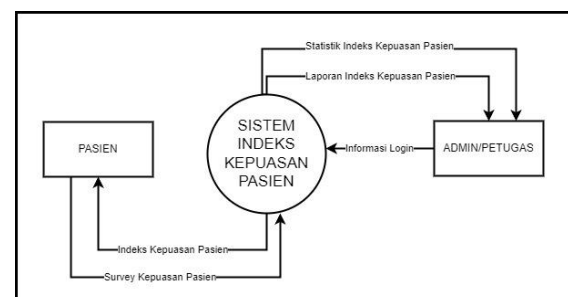 Statistik Indeks Kepuasan Pasien
Laporan Indeks Kepuasan Pasien
SISTEM
INDEKS
KEPUASAN
PASIEN
PASIEN
Informasi Login
ADMIN/PETUGAS
Indeks Kepuasan Pasien
Survey Kepuasan Pasien